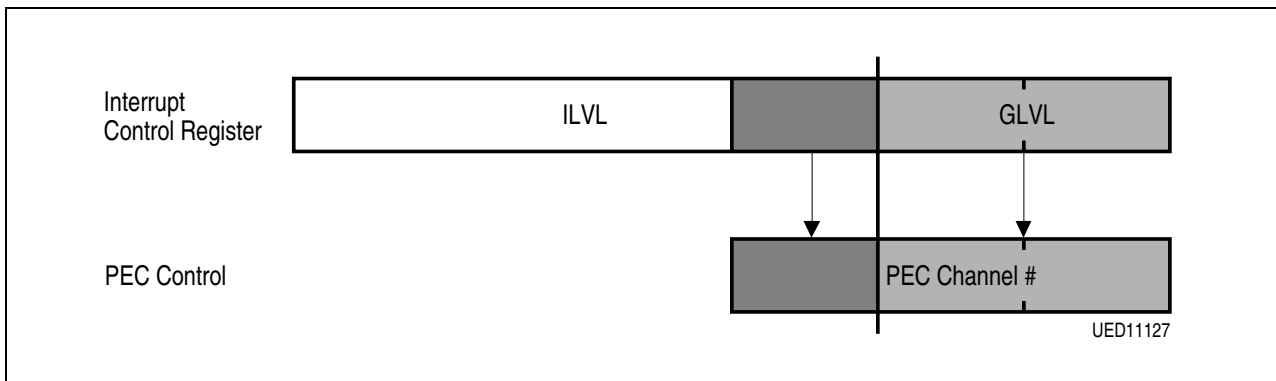 Interrupt
Control Register
ILVL
GLVL
PEC Control
PEC Channel #
UED11127